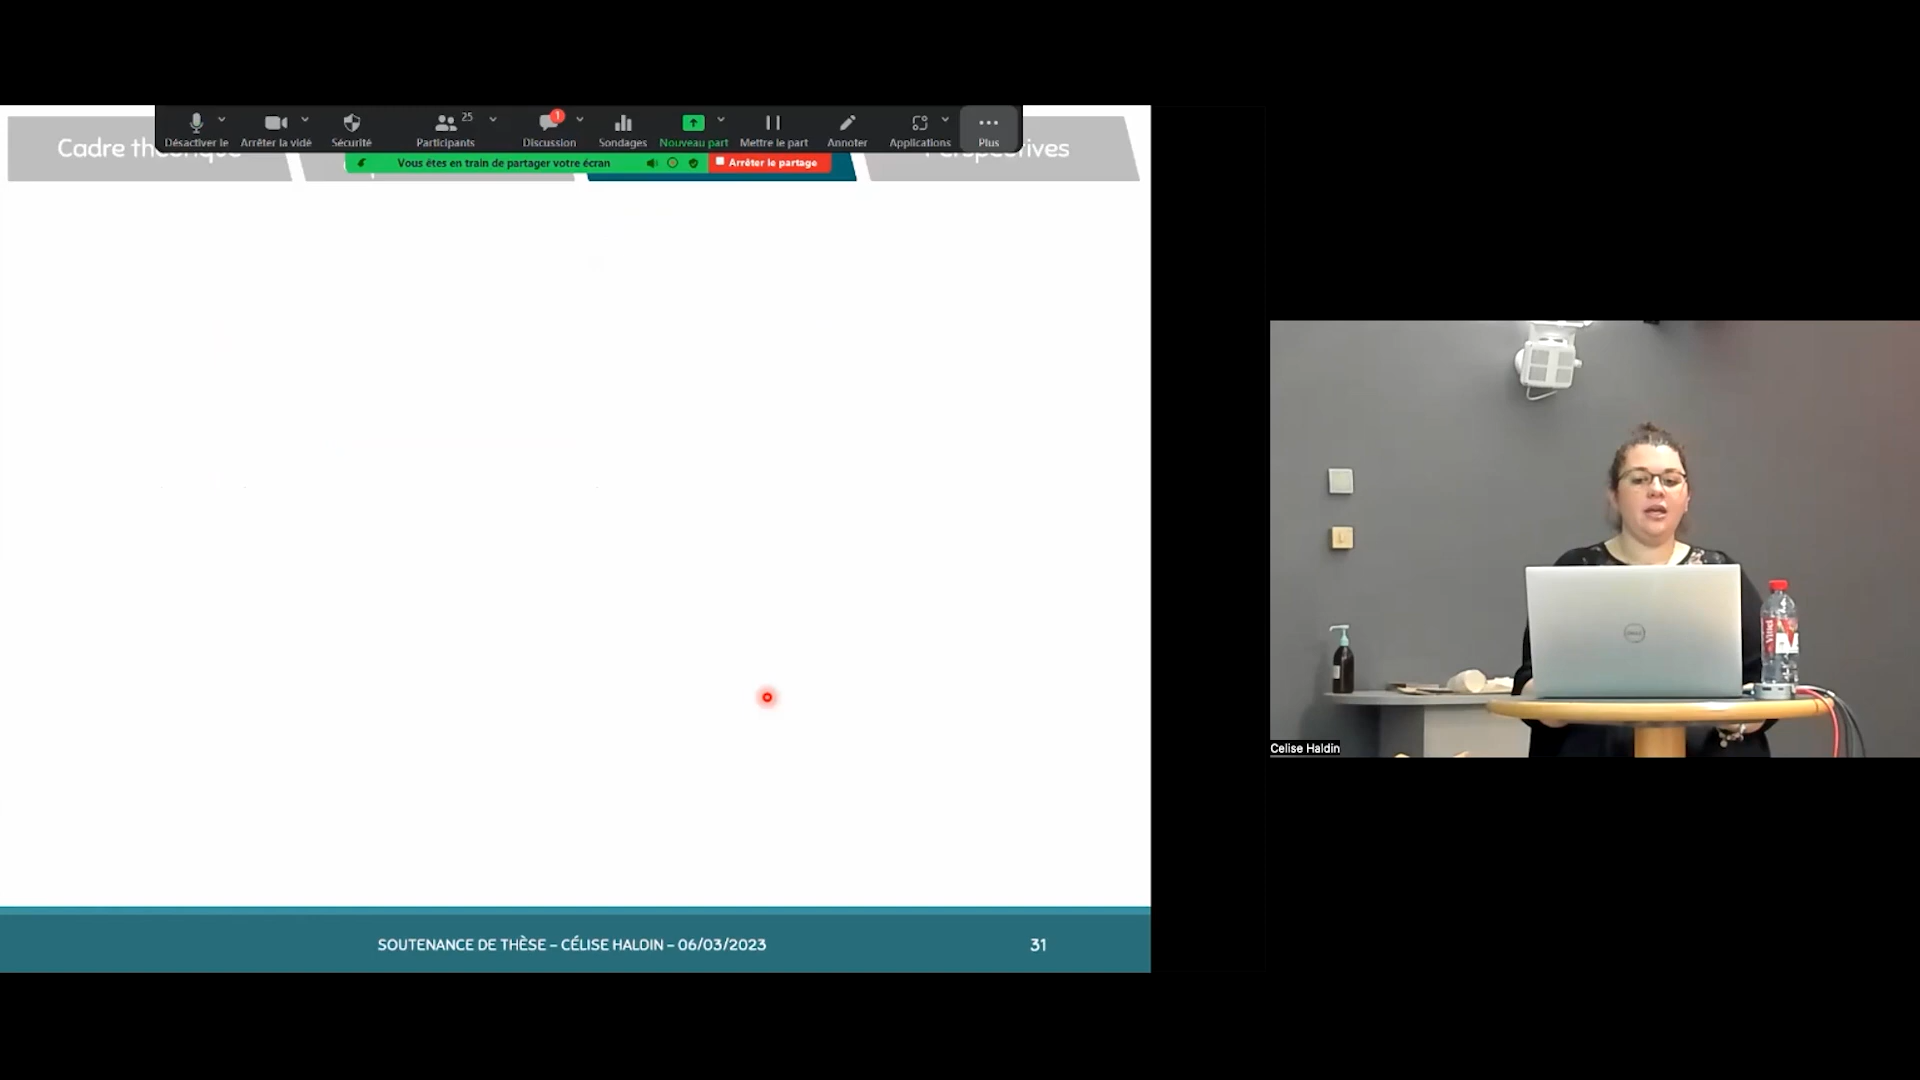 25
1
Désactiver le
Arrêter la vidé
Sécurité
Participants
Discussion
Sondages
Nouveau part
Mettre le part
Annoter
Applications
Plus
Cadre
Vous êtes en train de partager votre écran
Arrêter le partage
SOUTENANCE DE THÈSE – CÉLISE HALDIN – 06/03/2023
31
DELL
Vittel
Celise Haldin